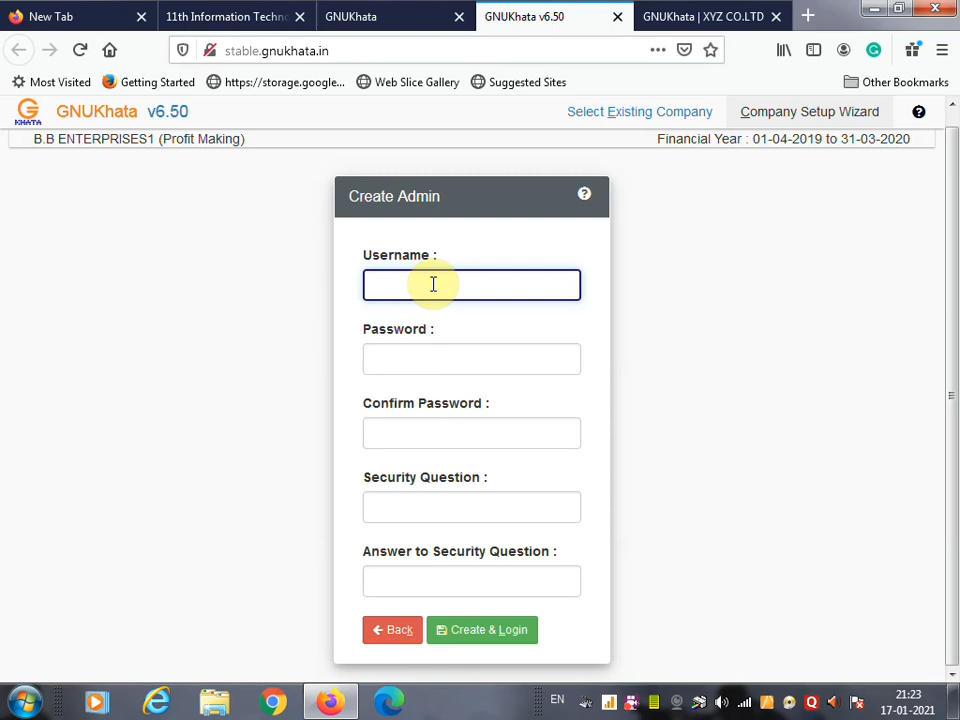 New Tab
11th Information Techno
GNUKhata
GNUKhata v6.50
GNUKhata | XYZ CO.LTD
stable.gnukhata.in
Most Visited
Getting Started
https://storage.google...
Web Slice Gallery
Suggested Sites
Other Bookmarks
KHATA
GNUKhata v6.50
Select Existing Company
Company Setup Wizard
B.B ENTERPRISES1 (Profit Making)
Financial Year : 01-04-2019 to 31-03-2020
Create Admin
Username :
Password :
Confirm Password :
Security Question :
Answer to Security Question :
Back
Create & Login
EN
21:23
17-01-2021